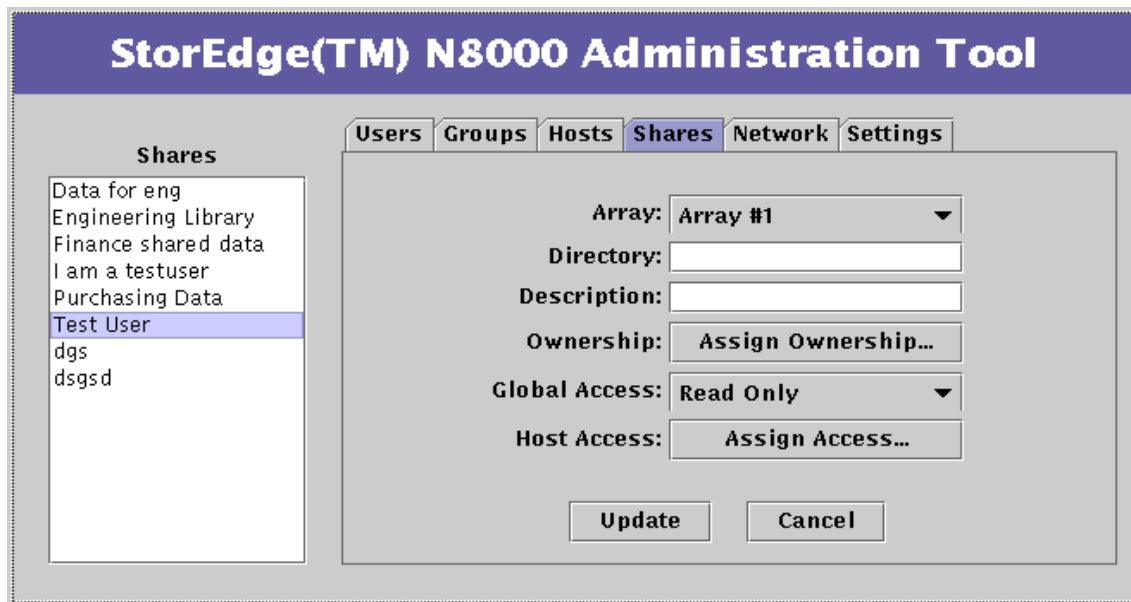 StorEdge(TM) N8000 Administration Tool
Users Groups Hosts Shares Network Settings
Shares
Data for eng
Engineering Library
Finance shared data
I am a testuser
Purchasing Data
Test User
dgs
dsgsd
Array: Array #1
Directory:
Description:
Ownership: Assign Ownership...
Global Access: Read Only
Host Access: Assign Access...
Update Cancel